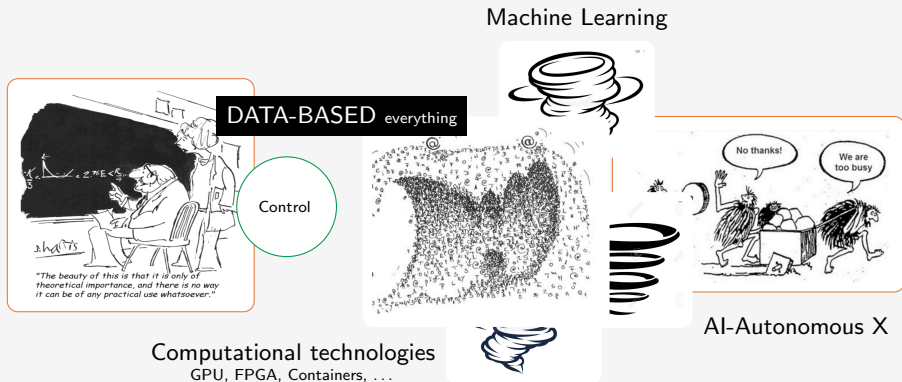 Machine Learning
DATA-BASED everything
No thanks!
We are
too busy
Control
"The beauty of this is that it is only of
theoretical importance, and there is no way
it can be of any practical use whatsoever."
AI-Autonomous X
Computational technologies
GPU, FPGA, Containers, ...